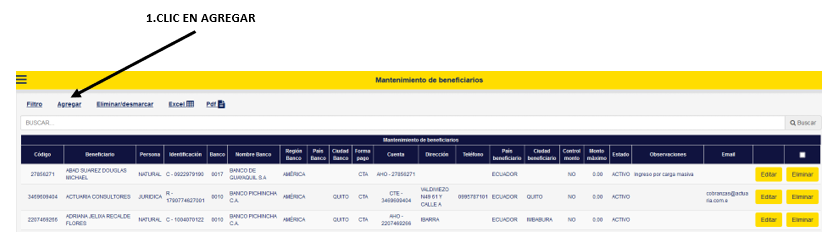 1.CLIC EN AGREGAR
Mantenimiento de beneficiarios
Filtro Agregar Eliminar/desmarcar Excel Pdf
BUSCAR... Buscar
Mantenimiento de beneficiarios
Código Beneficiario Persona Identificación Banco Nombre Banco Región Banco País Banco Ciudad Banco Forma pago Cuenta Dirección Teléfono País beneficiario Ciudad beneficiario Control monto Monto máximo Estado Observaciones Email
27850271 ABAD SUAREZ DOUGLAS MICHAEL NATURAL C - 0922979195 0017 BANCO DE GUAYAQUIL S.A AMÉRICA CTA AHO - 27850271 ECUADOR NO 0.00 ACTIVO Ingreso por carga masiva Editar Eliminar
3469609404 ACTUARIA CONSULTORES JURIDICA R - 1790774627001 0010 BANCO PICHINCHA C.A. AMÉRICA QUITO CTA CTE - 3469609404 VALDIVIEZO N49 61 Y CALLE A 0995787161 ECUADOR QUITO NO 0.00 ACTIVO cobranzas@actuaria.com.e Editar Eliminar
2207469266 ADRIANA JELIXA RECALDE FLORES NATURAL C - 1004070122 0010 BANCO PICHINCHA C.A. AMÉRICA QUITO CTA AHO - 2207469266 IBARRA ECUADOR IMBABURA NO 0.00 ACTIVO Editar Eliminar